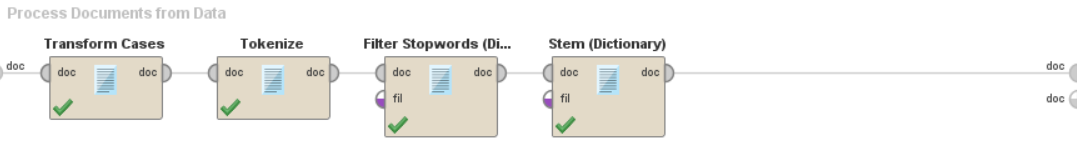 Process Documents from Data
Transform Cases Tokenize Filter Stopwords (Di... Stem (Dictionary)
doc doc doc doc doc doc doc doc doc doc
fil fil doc